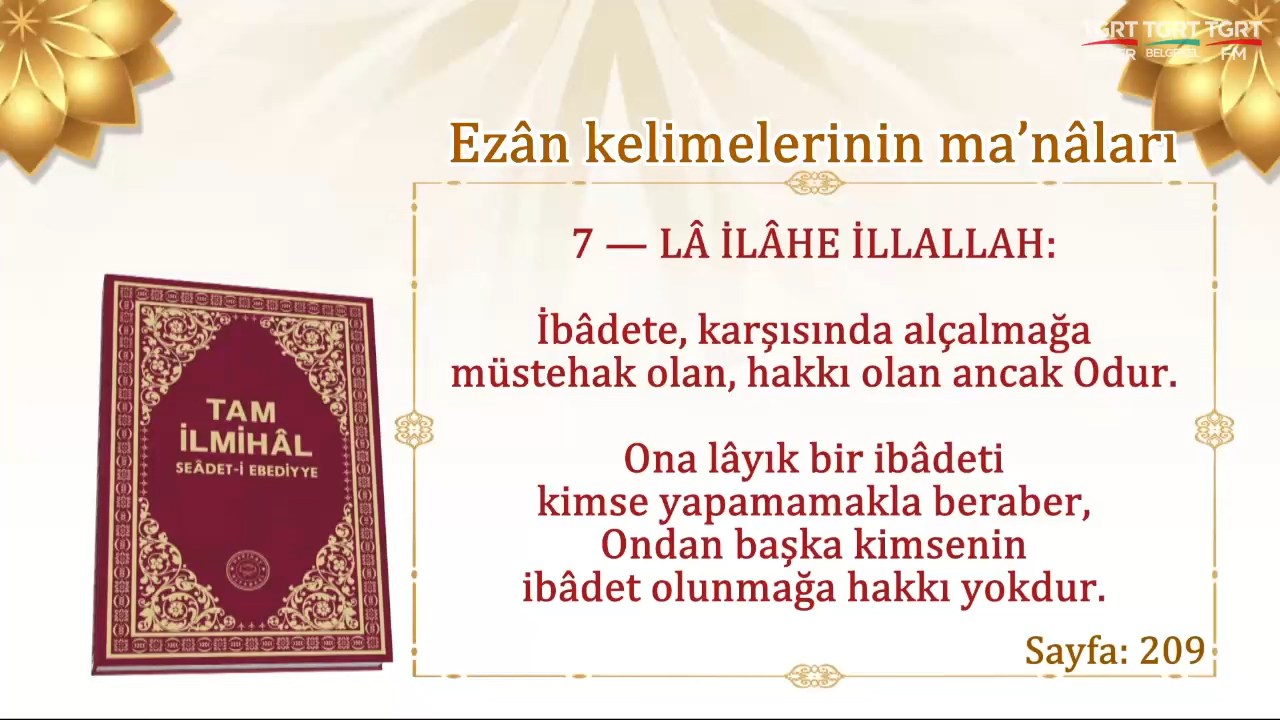 TGRT TGRT TGRT
BELGESEL FM
Ezân kelimelerinin ma’nâları
7 — LÂ İLÂHE İLLALLAH:
İbâdete, karşısında alçalmağa
müstehak olan, hakkı olan ancak Odur.
Ona lâyık bir ibâdeti
kimse yapamamakla beraber,
Ondan başka kimsenin
ibâdet olunmağa hakkı yokdur.
Sayfa: 209
TAM
İLMİHÂL
SEÂDET-İ EBEDİYYE